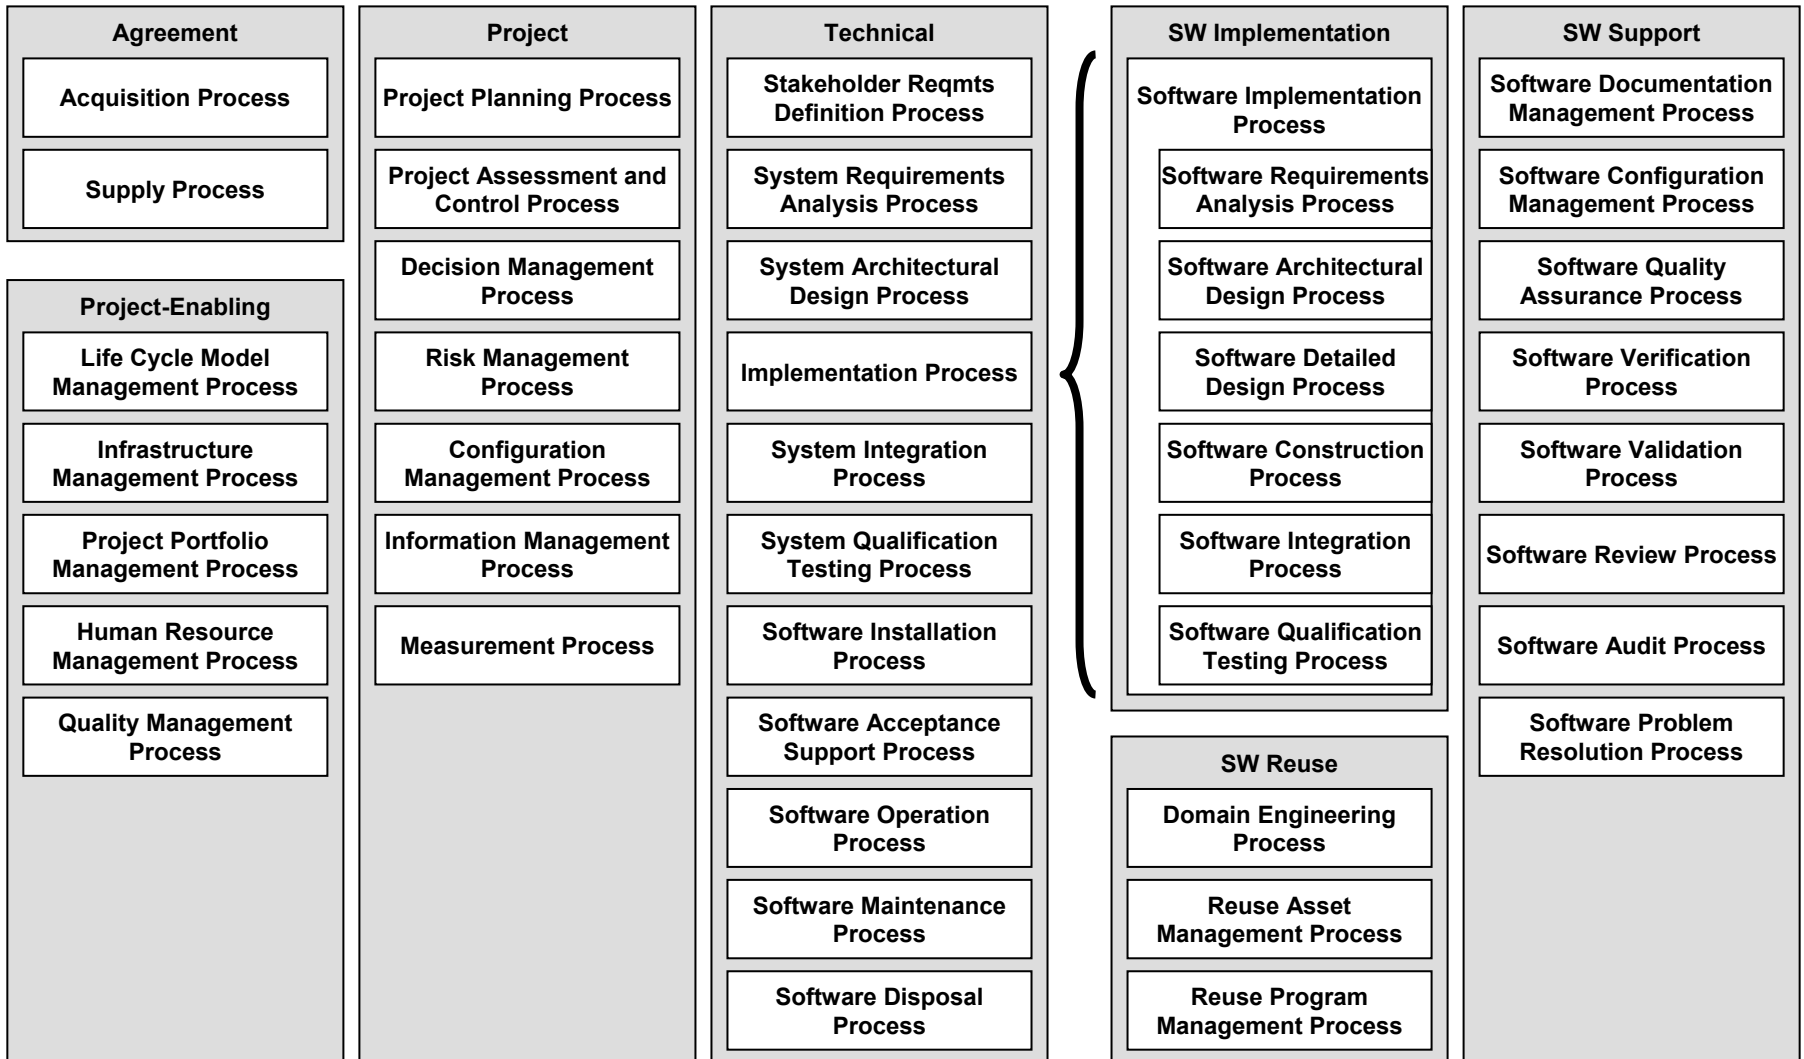 Agreement
Acquisition Process
Supply Process
Project-Enabling
Life Cycle Model
Management Process
Infrastructure
Management Process
Project Portfolio
Management Process
Human Resource
Management Process
Quality Management
Process
Project
Project Planning Process
Project Assessment and
Control Process
Decision Management
Process
Risk Management
Process
Configuration
Management Process
Information Management
Process
Measurement Process
Technical
Stakeholder Reqmts
Definition Process
System Requirements
Analysis Process
System Architectural
Design Process
Implementation Process
System Integration
Process
System Qualification
Testing Process
Software Installation
Process
Software Acceptance
Support Process
Software Operation
Process
Software Maintenance
Process
Software Disposal
Process
SW Implementation
Software Implementation
Process
Software Requirements
Analysis Process
Software Architectural
Design Process
Software Detailed
Design Process
Software Construction
Process
Software Integration
Process
Software Qualification
Testing Process
SW Reuse
Domain Engineering
Process
Reuse Asset
Management Process
Reuse Program
Management Process
SW Support
Software Documentation
Management Process
Software Configuration
Management Process
Software Quality
Assurance Process
Software Verification
Process
Software Validation
Process
Software Review Process
Software Audit Process
Software Problem
Resolution Process